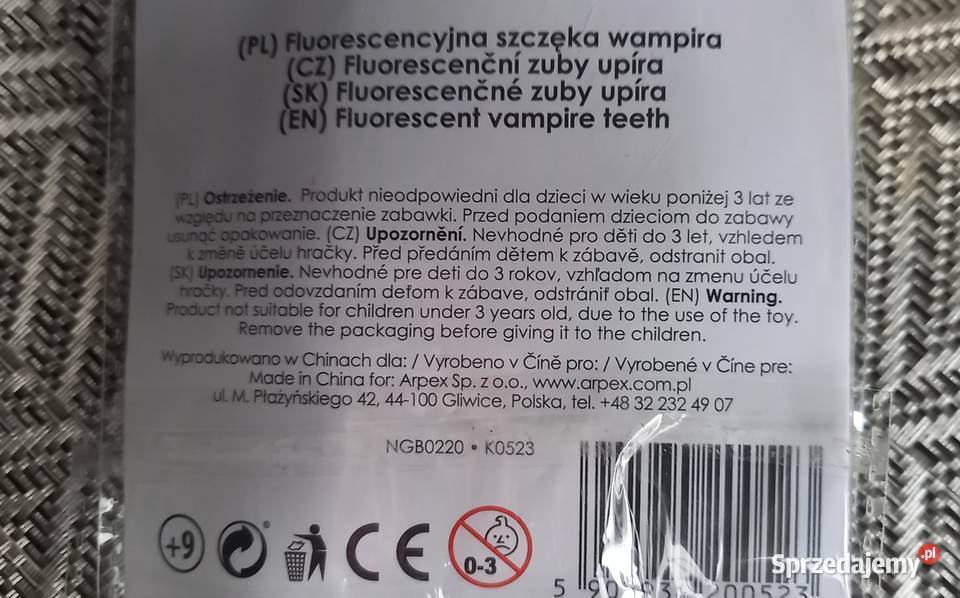 (PL) Fluorescencyjna szczęka wampira
(CZ) Fluorescenční zuby upíra
(SK) Fluorescenčné zuby upíra
(EN) Fluorescent vampire teeth
(PL) Ostrzeżenie. Produkt nieodpowiedni dla dzieci w wieku poniżej 3 lat ze
względu na przeznaczenie zabawki. Przed podaniem dzieciom do zabawy
usunąć opakowanie. (CZ) Upozornění. Nevhodné pro děti do 3 let, vzhledem
k změně účelu hračky. Před předáním dětem k zábavě, odstranit obal.
(SK) Upozornenie. Nevhodné pre deti do 3 rokov, vzhľadom na zmenu účelu
hračky. Pred odovzdaním deťom k zábave, odstrániť obal. (EN) Warning.
Product not suitable for children under 3 years old, due to the use of the toy.
Remove the packaging before giving it to the children.
Wyprodukowano w Chinach dla: / Vyrobeno v Číně pro: / Vyrobené v Číne pre:
Made in China for: Arpex Sp. z o.o., www.arpex.com.pl
ul. M. Płażyńskiego 42, 44-100 Gliwice, Polska, tel. +48 32 232 49 07
NGB0220 • K0523
+9 ® CE 0-3
Sprzedajemy.pl